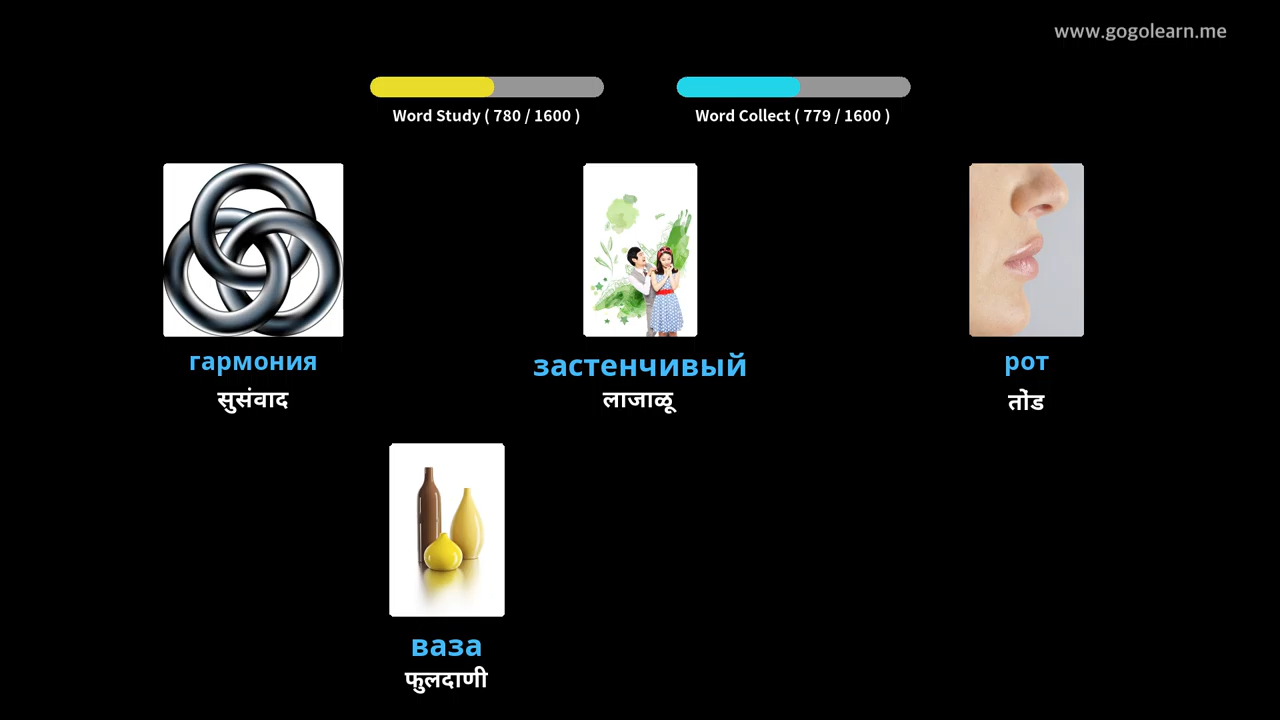 www.gogolearn.me
Word Study ( 780 / 1600 )
Word Collect ( 779 / 1600 )
гармония
सुसंवाद
застенчивый
लाजाळू
рот
तोंड
ваза
फुलदाणी